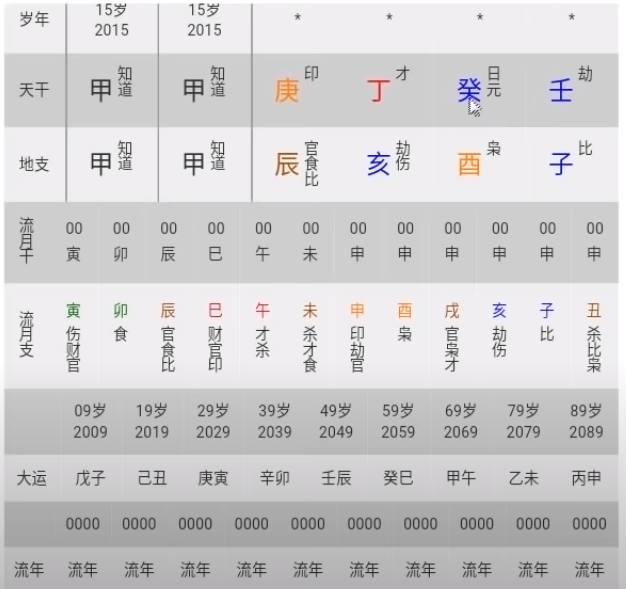 岁年 15岁 15岁 * * * *
2015 2015
天干 甲 知道 甲 知道 庚 印 丁 才 癸 日元 壬 劫
地支 甲 知道 甲 知道 辰 官食比 亥 劫伤 酉 枭 子 比
流月干 00 00 00 00 00 00 00 00 00 00 00 00
寅 卯 辰 巳 午 未 申 申 申 申 申 申
流月支 寅 卯 辰 巳 午 未 申 酉 戌 亥 子 丑
伤财官 食 官食比 财官印 才杀 杀才食 印劫官 枭 官枭才 劫伤 比 杀比枭
09岁 19岁 29岁 39岁 49岁 59岁 69岁 79岁 89岁
2009 2019 2029 2039 2049 2059 2069 2079 2089
大运 戊子 己丑 庚寅 辛卯 壬辰 癸巳 甲午 乙未 丙申
0000 0000 0000 0000 0000 0000 0000 0000 0000 0000
流年 流年 流年 流年 流年 流年 流年 流年 流年 流年 流年